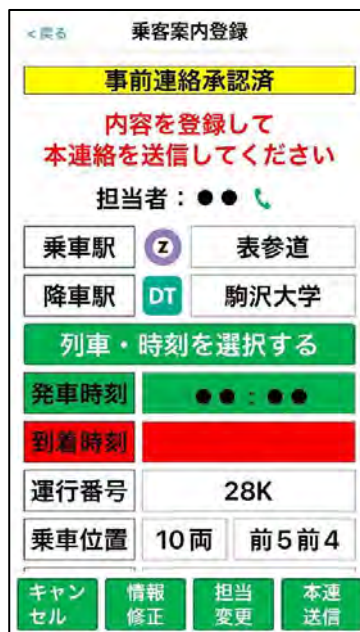 <戻る 乗客案内登録
事前連絡承認済
内容を登録して
本連絡を送信してください
担当者：●●
乗車駅 Z 表参道
降車駅 DT 駒沢大学
列車・時刻を選択する
発車時刻 ●●：●●
到着時刻
運行番号 28K
乗車位置 10両 前5前4
キャン 情報 担当 本連
セル 修正 変更 送信